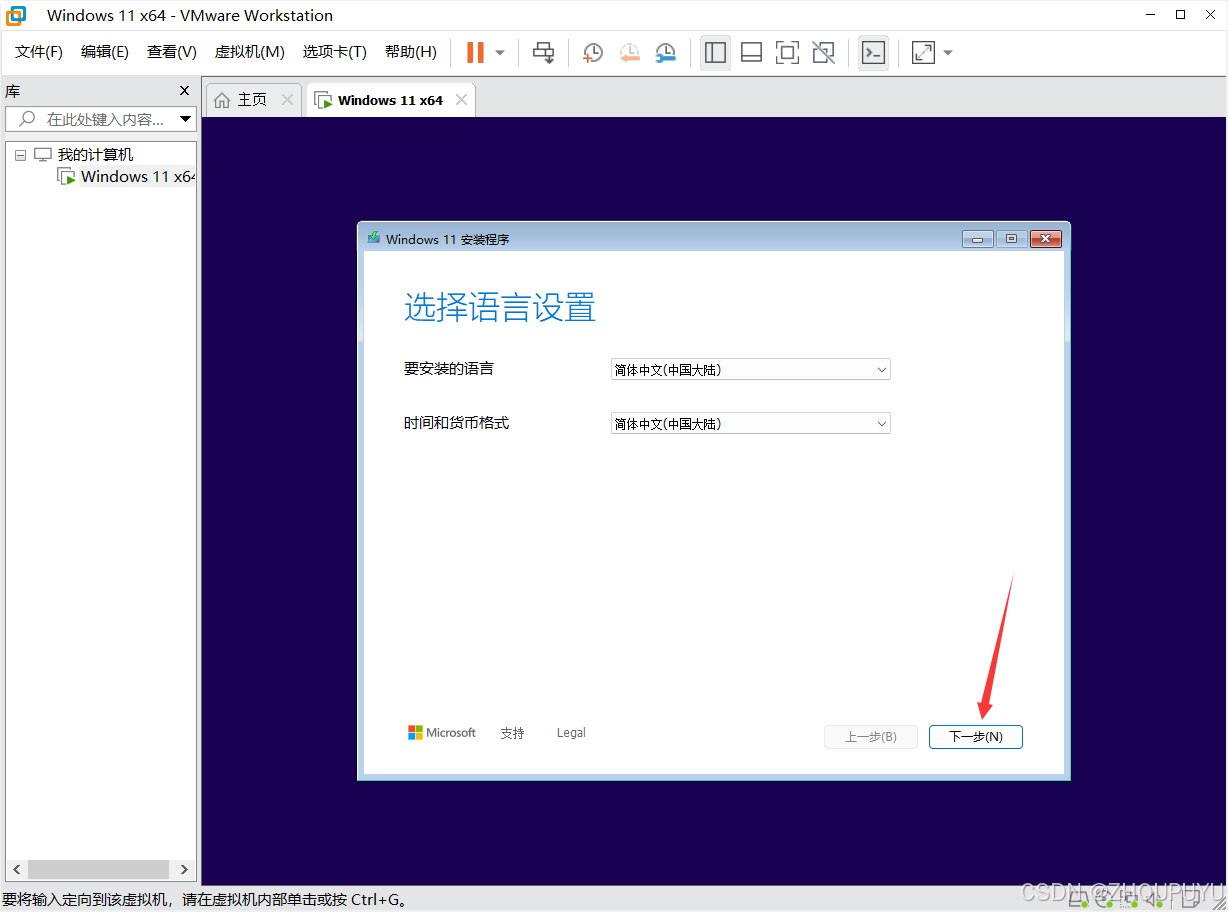 Windows 11 x64 - VMware Workstation
文件(F) 编辑(E) 查看(V) 虚拟机(M) 选项卡(T) 帮助(H)
库
主页
Windows 11 x64
在此处键入内容...
我的计算机
Windows 11 x64
Windows 11 安装程序
选择语言设置
要安装的语言
简体中文(中国大陆)
时间和货币格式
简体中文(中国大陆)
Microsoft 支持 Legal
上一步(B) 下一步(N)
要将输入定向到该虚拟机，请在虚拟机内部单击或按 Ctrl+G。
CSDN @ZHOUPUYU